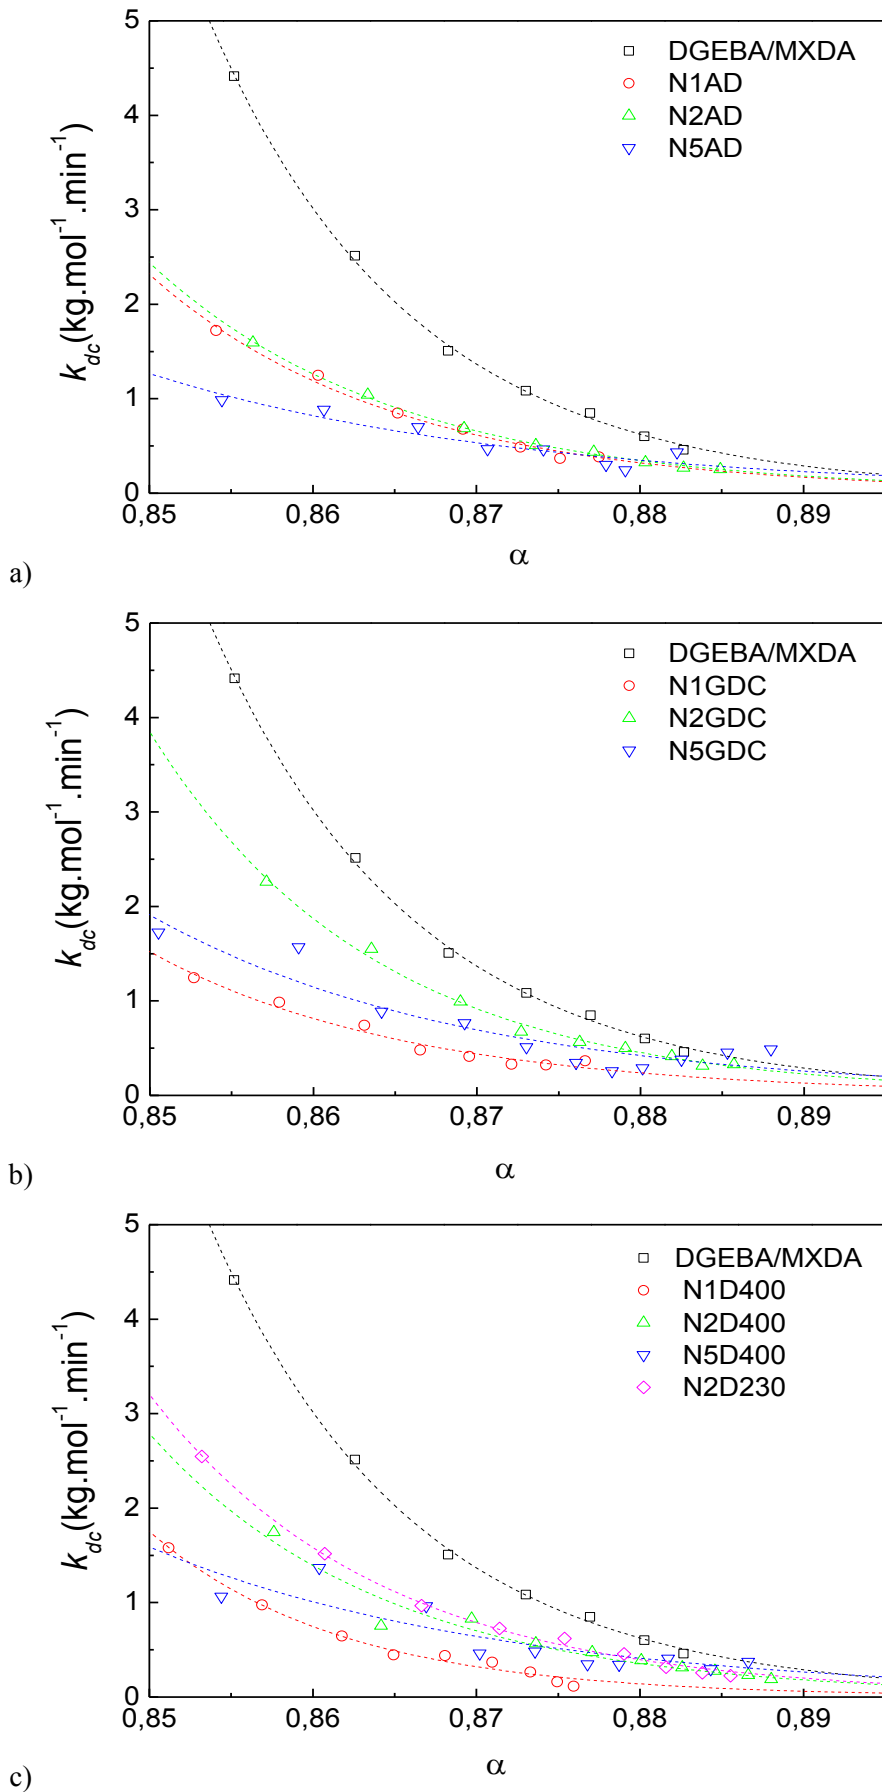 5
DGEBA/MXDA
N1AD
4
N2AD
N5AD
3
k_dc(kg.mol⁻¹.min⁻¹)
2
1
0
0,85 0,86 0,87 0,88 0,89
α
a)
5
DGEBA/MXDA
N1GDC
4
N2GDC
N5GDC
3
k_dc(kg.mol⁻¹.min⁻¹)
2
1
0
0,85 0,86 0,87 0,88 0,89
α
b)
5
DGEBA/MXDA
N1D400
4
N2D400
N5D400
N2D230
3
k_dc(kg.mol⁻¹.min⁻¹)
2
1
0
0,85 0,86 0,87 0,88 0,89
α
c)